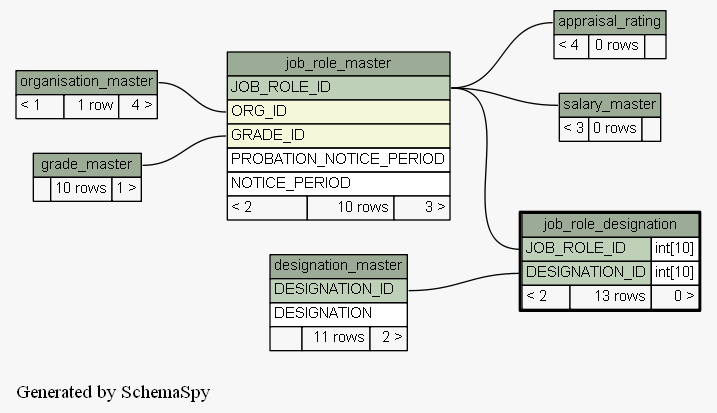 appraisal_rating
< 4 0 rows
organisation_master
< 1 1 row 4 >
job_role_master
JOB_ROLE_ID
ORG_ID
GRADE_ID
PROBATION_NOTICE_PERIOD
NOTICE_PERIOD
< 2 10 rows 3 >
salary_master
< 3 0 rows
grade_master
10 rows 1 >
job_role_designation
JOB_ROLE_ID int[10]
DESIGNATION_ID int[10]
< 2 13 rows 0 >
designation_master
DESIGNATION_ID
DESIGNATION
11 rows 2 >
Generated by SchemaSpy